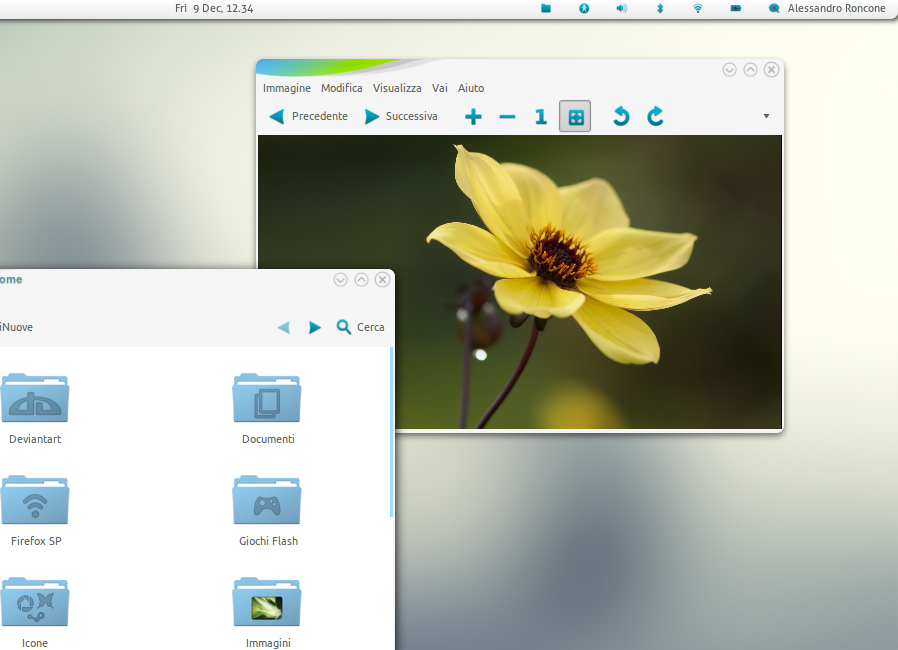 Fri 9 Dec, 12.34
Alessandro Roncone
Immagine Modifica Visualizza Vai Aiuto
Precedente Successiva 1
ome
iNuove Cerca
Deviantart Documenti
Firefox SP Giochi Flash
Icone Immagini